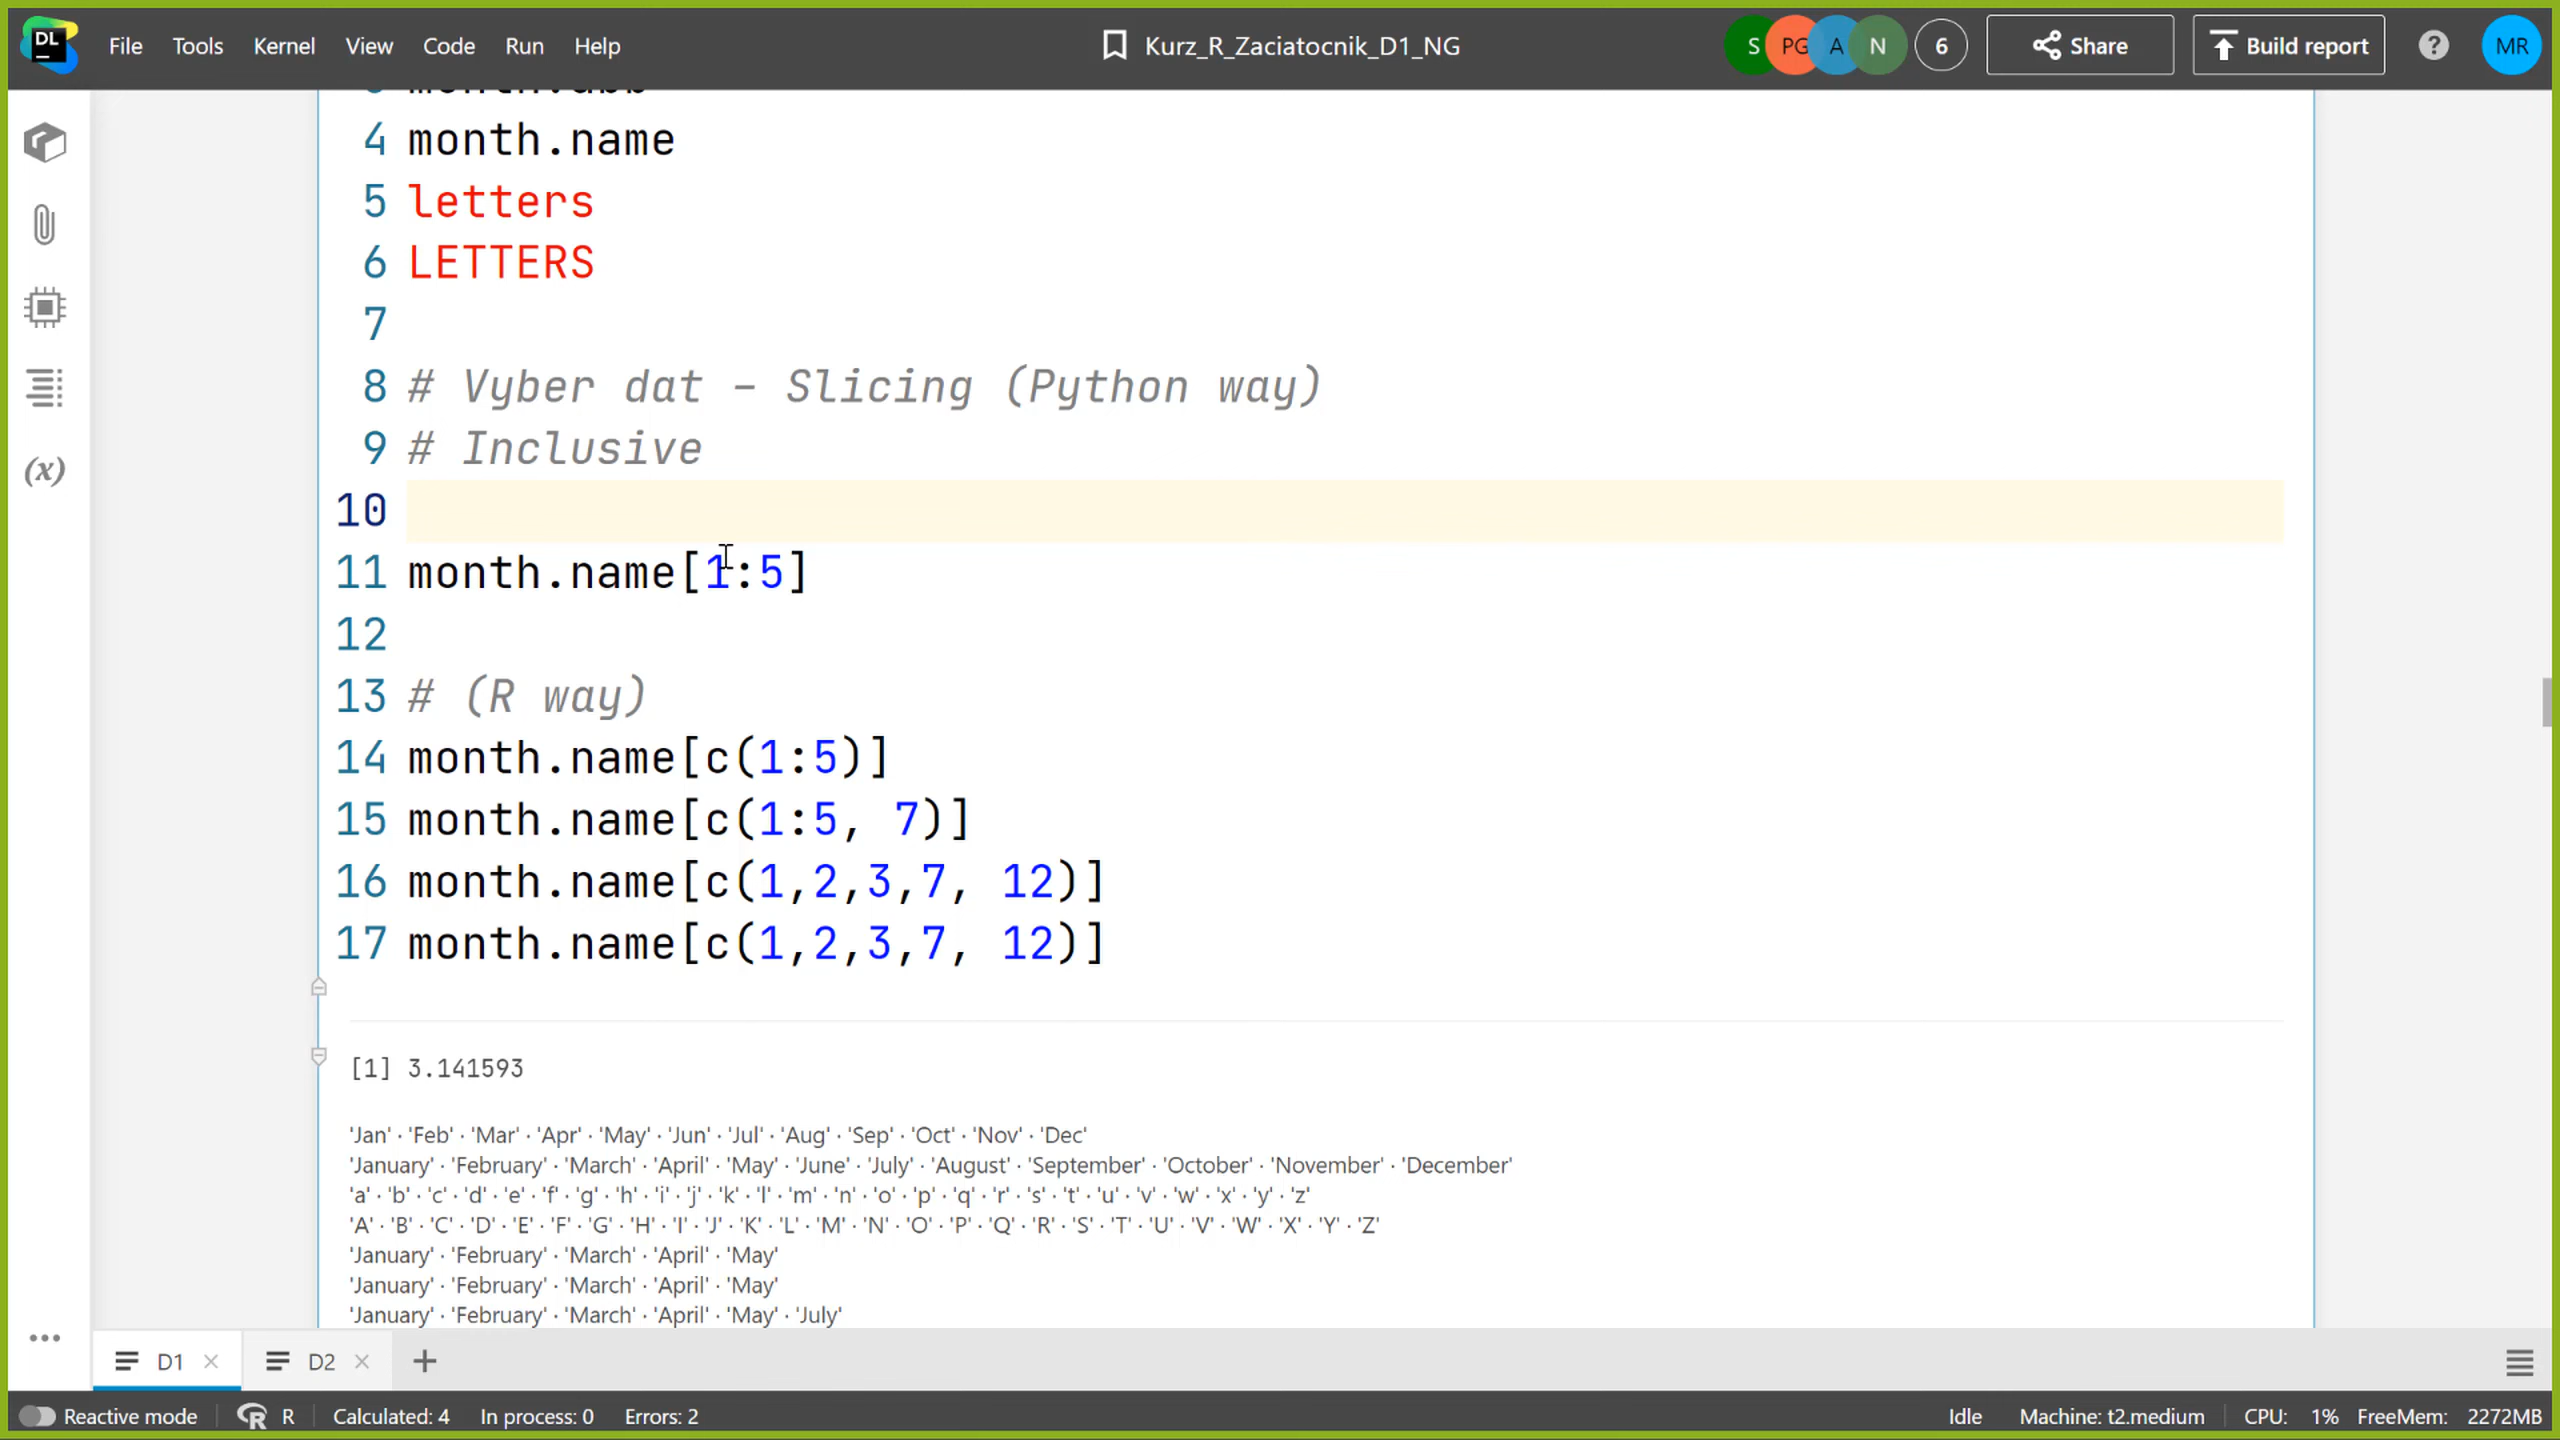 DL
File Tools Kernel View Code Run Help
Kurz_R_Zaciatocnik_D1_NG
S PG A N 6 Share Build report ? MR
4 month.name
5 letters
6 LETTERS
7
8 # Vyber dat - Slicing (Python way)
9 # Inclusive
10
11 month.name[1:5]
12
13 # (R way)
14 month.name[c(1:5)]
15 month.name[c(1:5, 7)]
16 month.name[c(1,2,3,7, 12)]
17 month.name[c(1,2,3,7, 12)]
(x)
[1] 3.141593
'Jan' · 'Feb' · 'Mar' · 'Apr' · 'May' · 'Jun' · 'Jul' · 'Aug' · 'Sep' · 'Oct' · 'Nov' · 'Dec'
'January' · 'February' · 'March' · 'April' · 'May' · 'June' · 'July' · 'August' · 'September' · 'October' · 'November' · 'December'
'a' · 'b' · 'c' · 'd' · 'e' · 'f' · 'g' · 'h' · 'i' · 'j' · 'k' · 'l' · 'm' · 'n' · 'o' · 'p' · 'q' · 'r' · 's' · 't' · 'u' · 'v' · 'w' · 'x' · 'y' · 'z'
'A' · 'B' · 'C' · 'D' · 'E' · 'F' · 'G' · 'H' · 'I' · 'J' · 'K' · 'L' · 'M' · 'N' · 'O' · 'P' · 'Q' · 'R' · 'S' · 'T' · 'U' · 'V' · 'W' · 'X' · 'Y' · 'Z'
'January' · 'February' · 'March' · 'April' · 'May'
'January' · 'February' · 'March' · 'April' · 'May'
'January' · 'February' · 'March' · 'April' · 'May' · 'July'
D1 D2
Reactive mode R R Calculated: 4 In process: 0 Errors: 2 Idle Machine: t2.medium CPU: 1% FreeMem: 2272MB